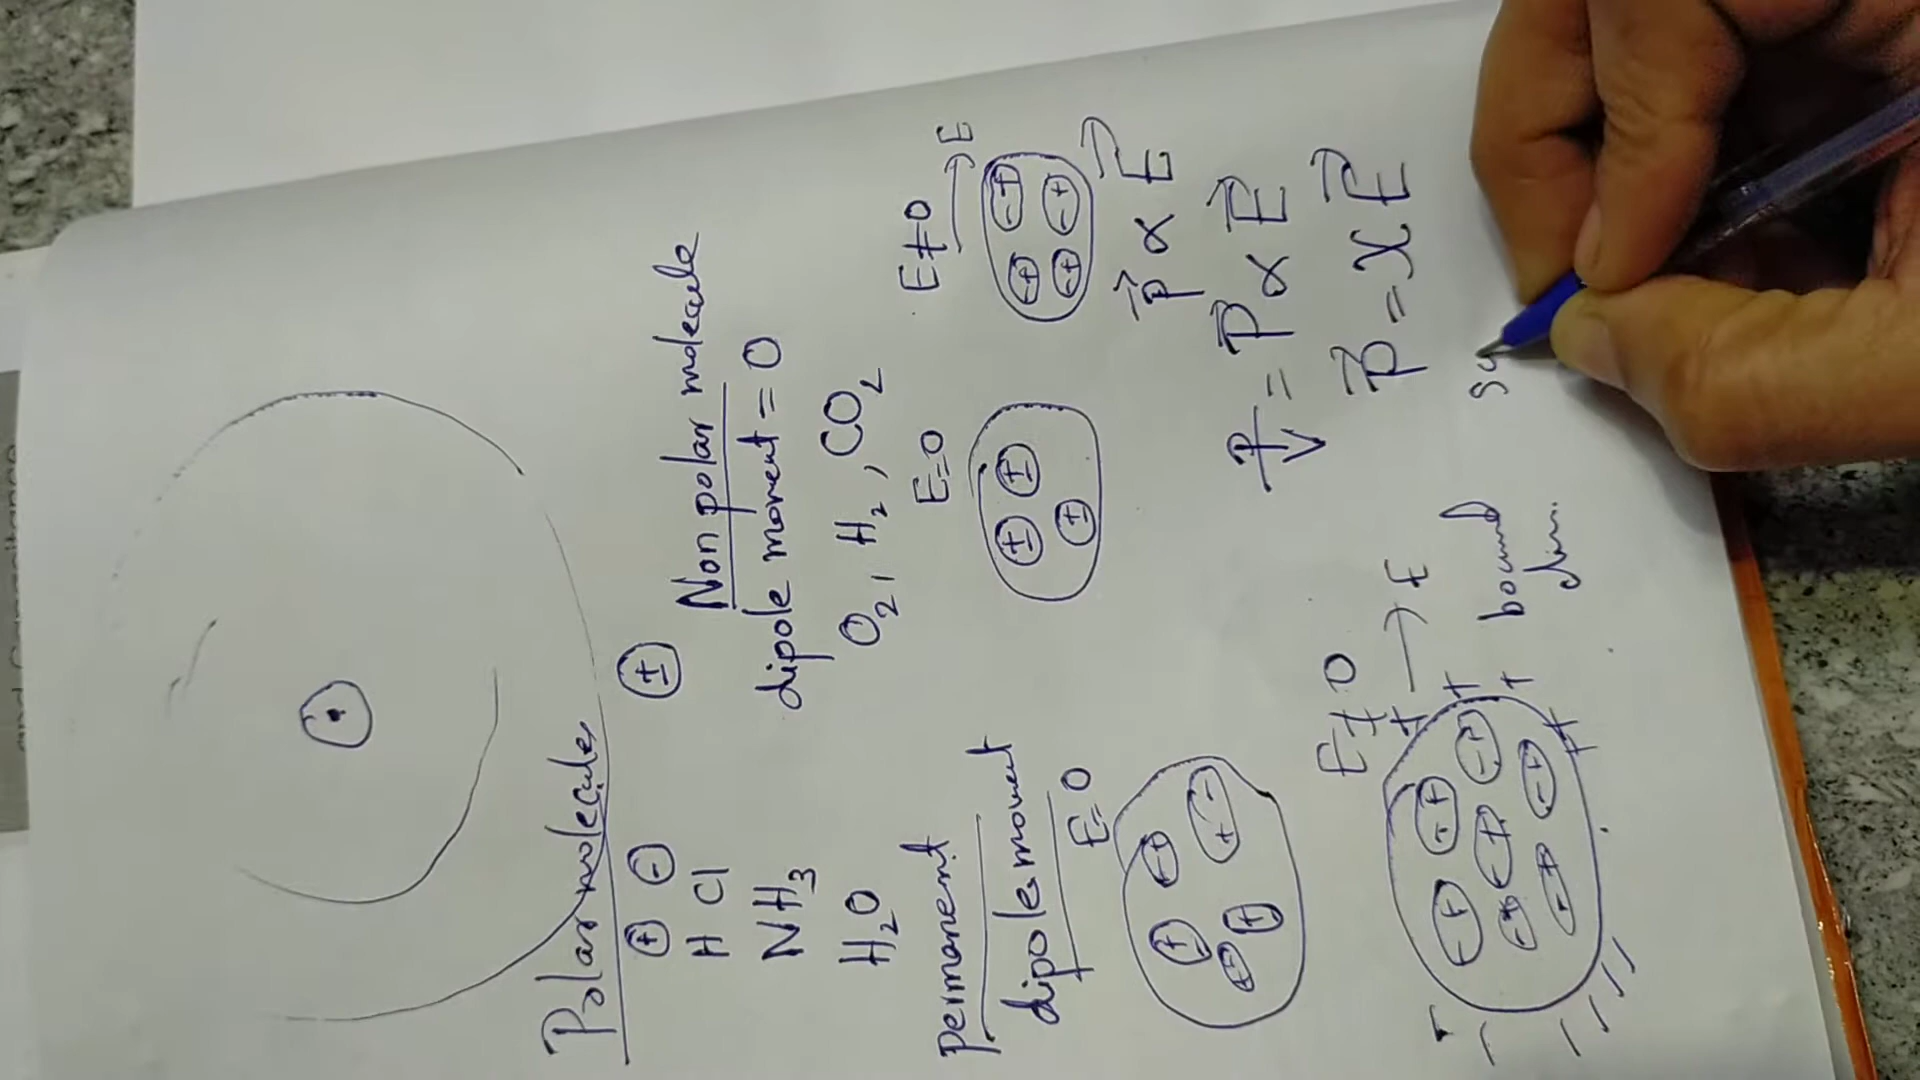 Polar molecule
⊕ ⊖
H Cl
NH3
H2O
permanent
dipole moment
E=0
E≠0
→E
bound
±
Non polar molecule
dipole moment = 0
O2, H2, CO2
E=0
E≠0
→E
p⃗ ∝ E⃗
p/V = P⃗ ∝ E⃗
P⃗ = χ E⃗
su